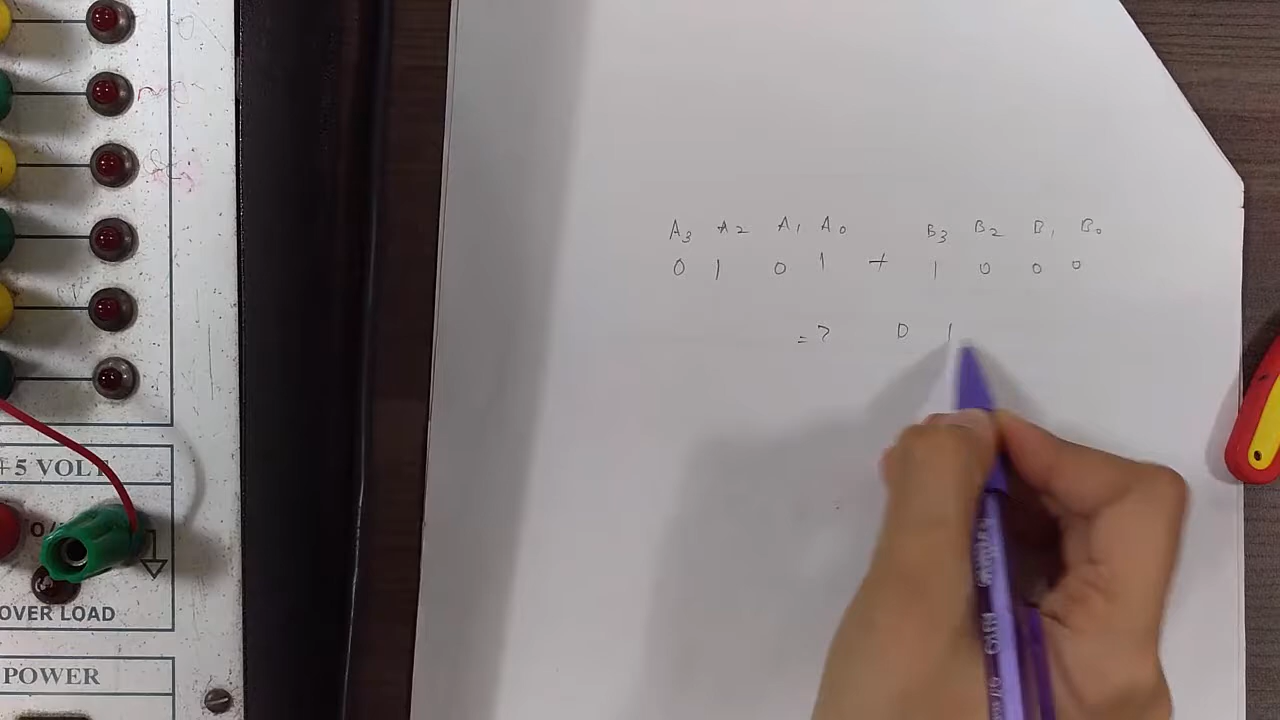 +5 VOLT
OVER LOAD
POWER
A3 A2 A1 A0 B3 B2 B1 B0
0 1 0 1 + 1 0 0 0
= ? 0 1